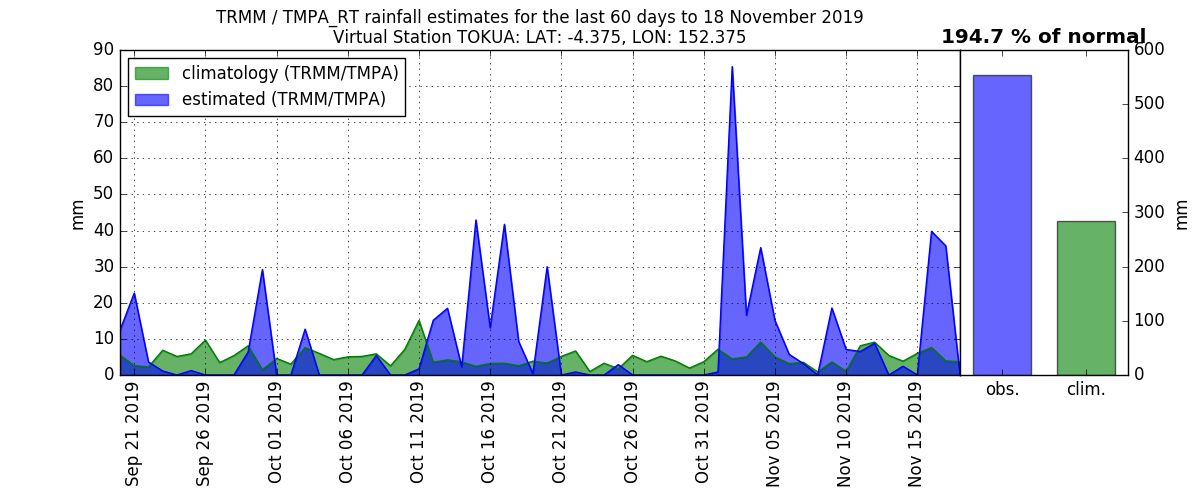 TRMM / TMPA_RT rainfall estimates for the last 60 days to 18 November 2019
Virtual Station TOKUA: LAT: -4.375, LON: 152.375
194.7 % of normal
climatology (TRMM/TMPA)
estimated (TRMM/TMPA)
90
80
70
60
50
40
30
20
10
0
mm
Sep 21 2019
Sep 26 2019
Oct 01 2019
Oct 06 2019
Oct 11 2019
Oct 16 2019
Oct 21 2019
Oct 26 2019
Oct 31 2019
Nov 05 2019
Nov 10 2019
Nov 15 2019
obs.
clim.
600
500
400
300
200
100
0
mm